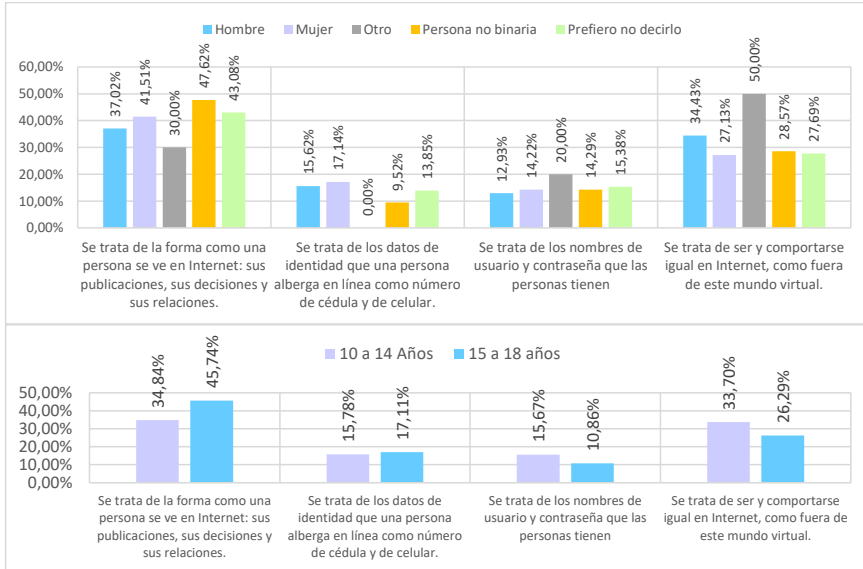 Hombre Mujer Otro Persona no binaria Prefiero no decirlo
60,00%
50,00%
40,00%
30,00%
20,00%
10,00%
0,00%
37,02% 41,51% 30,00% 47,62% 43,08%
15,62% 17,14% 0,00% 9,52% 13,85%
12,93% 14,22% 20,00% 14,29% 15,38%
34,43% 27,13% 50,00% 28,57% 27,69%
Se trata de la forma como una
persona se ve en Internet: sus
publicaciones, sus decisiones y
sus relaciones.
Se trata de los datos de
identidad que una persona
alberga en línea como número
de cédula y de celular.
Se trata de los nombres de
usuario y contraseña que las
personas tienen
Se trata de ser y comportarse
igual en Internet, como fuera
de este mundo virtual.
10 a 14 Años 15 a 18 años
50,00%
40,00%
30,00%
20,00%
10,00%
0,00%
34,84% 45,74%
15,78% 17,11%
15,67% 10,86%
33,70% 26,29%
Se trata de la forma como una
persona se ve en Internet: sus
publicaciones, sus decisiones y
sus relaciones.
Se trata de los datos de
identidad que una persona
alberga en línea como número
de cédula y de celular.
Se trata de los nombres de
usuario y contraseña que las
personas tienen
Se trata de ser y comportarse
igual en Internet, como fuera de
este mundo virtual.